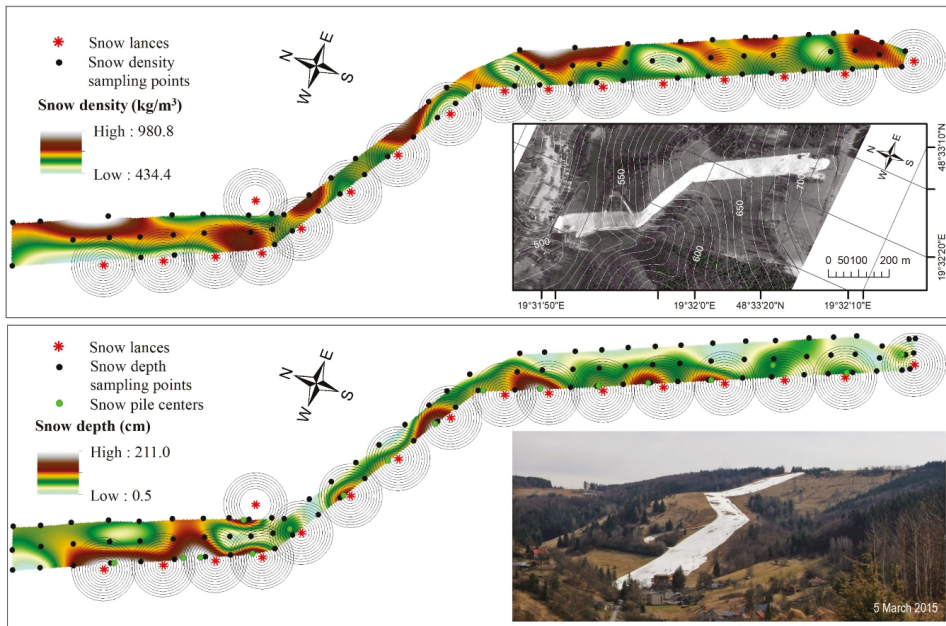 Snow lances
Snow density
sampling points
Snow density (kg/m³)
High : 980.8
Low : 434.4
N
E
W
S
N
E
W
S
550
500
600
650
700
0 50100 200 m
48°33'10"N
19°32'20"E
19°31'50"E
19°32'0"E
48°33'20"N
19°32'10"E
Snow lances
Snow depth
sampling points
Snow pile centers
Snow depth (cm)
High : 211.0
Low : 0.5
N
E
W
S
5 March 2015